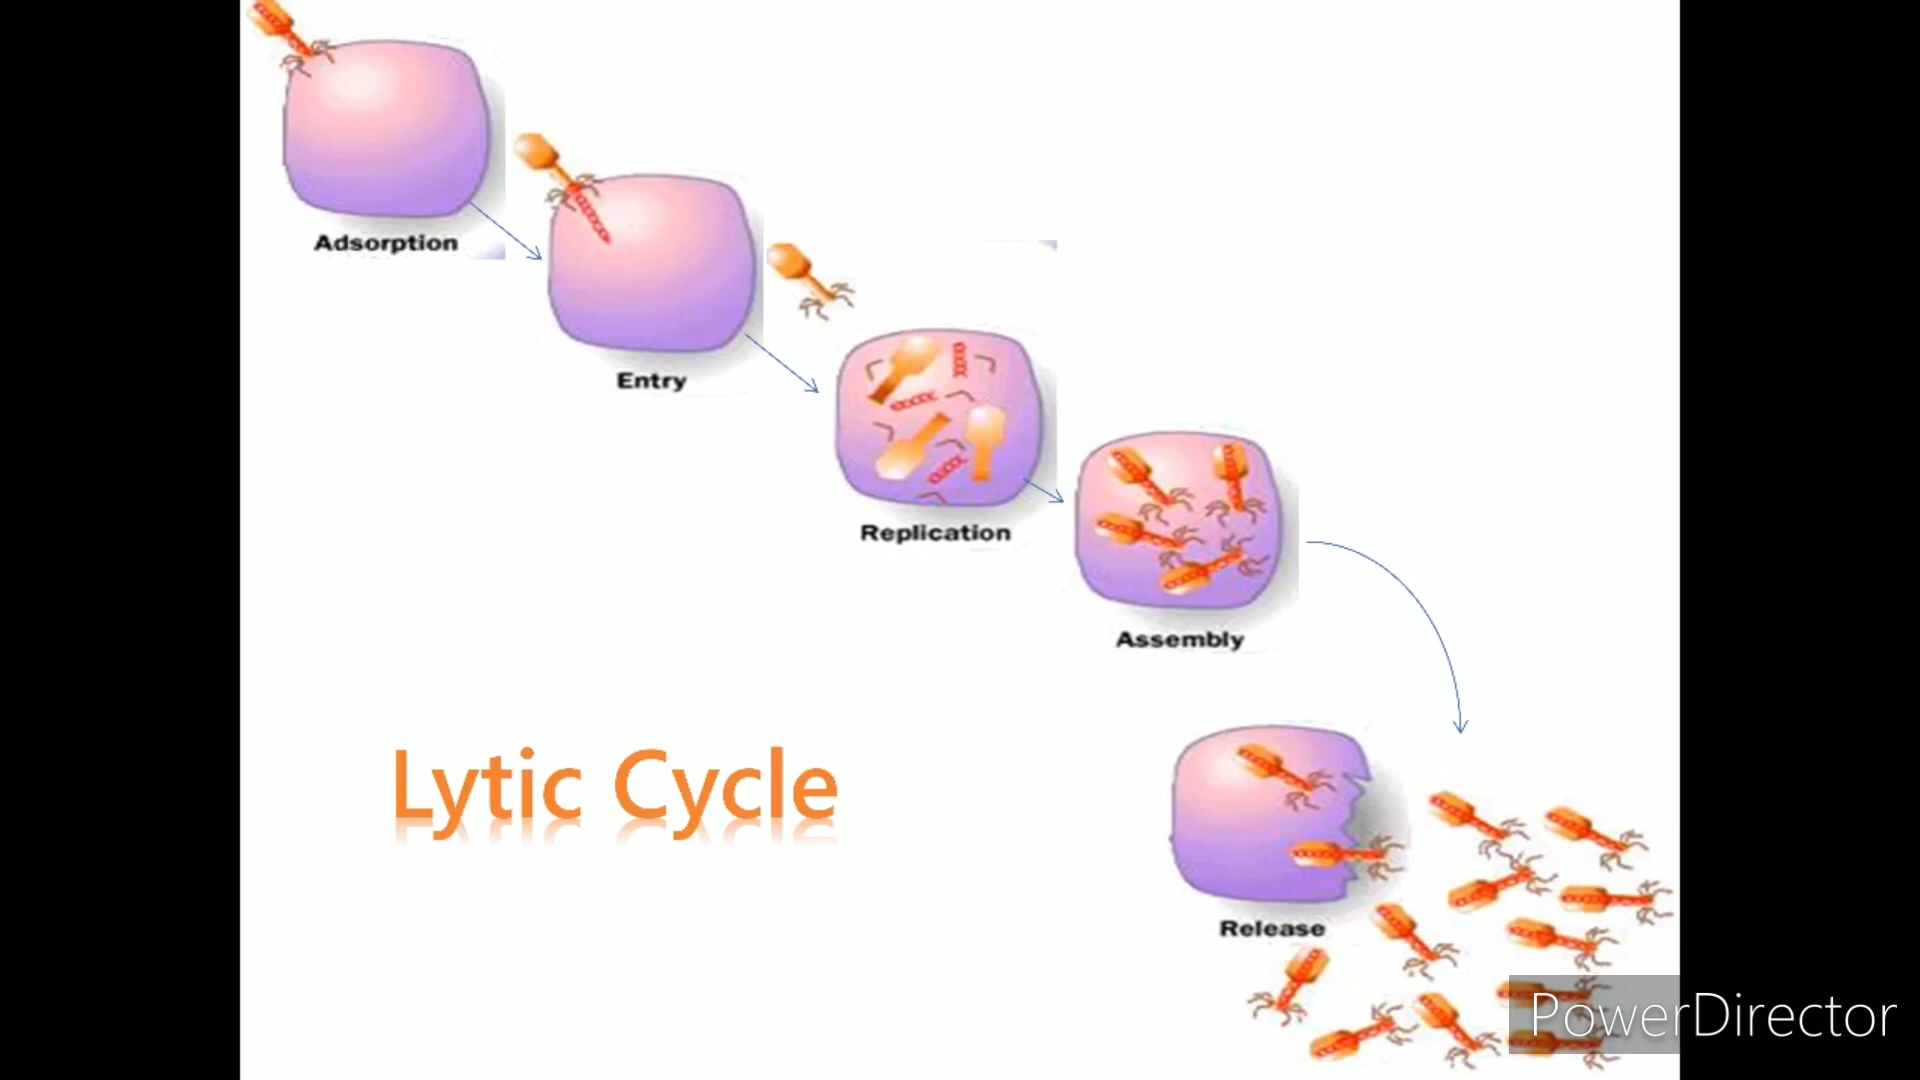 Adsorption
Entry
Replication
Assembly
Lytic Cycle
Release
PowerDirector